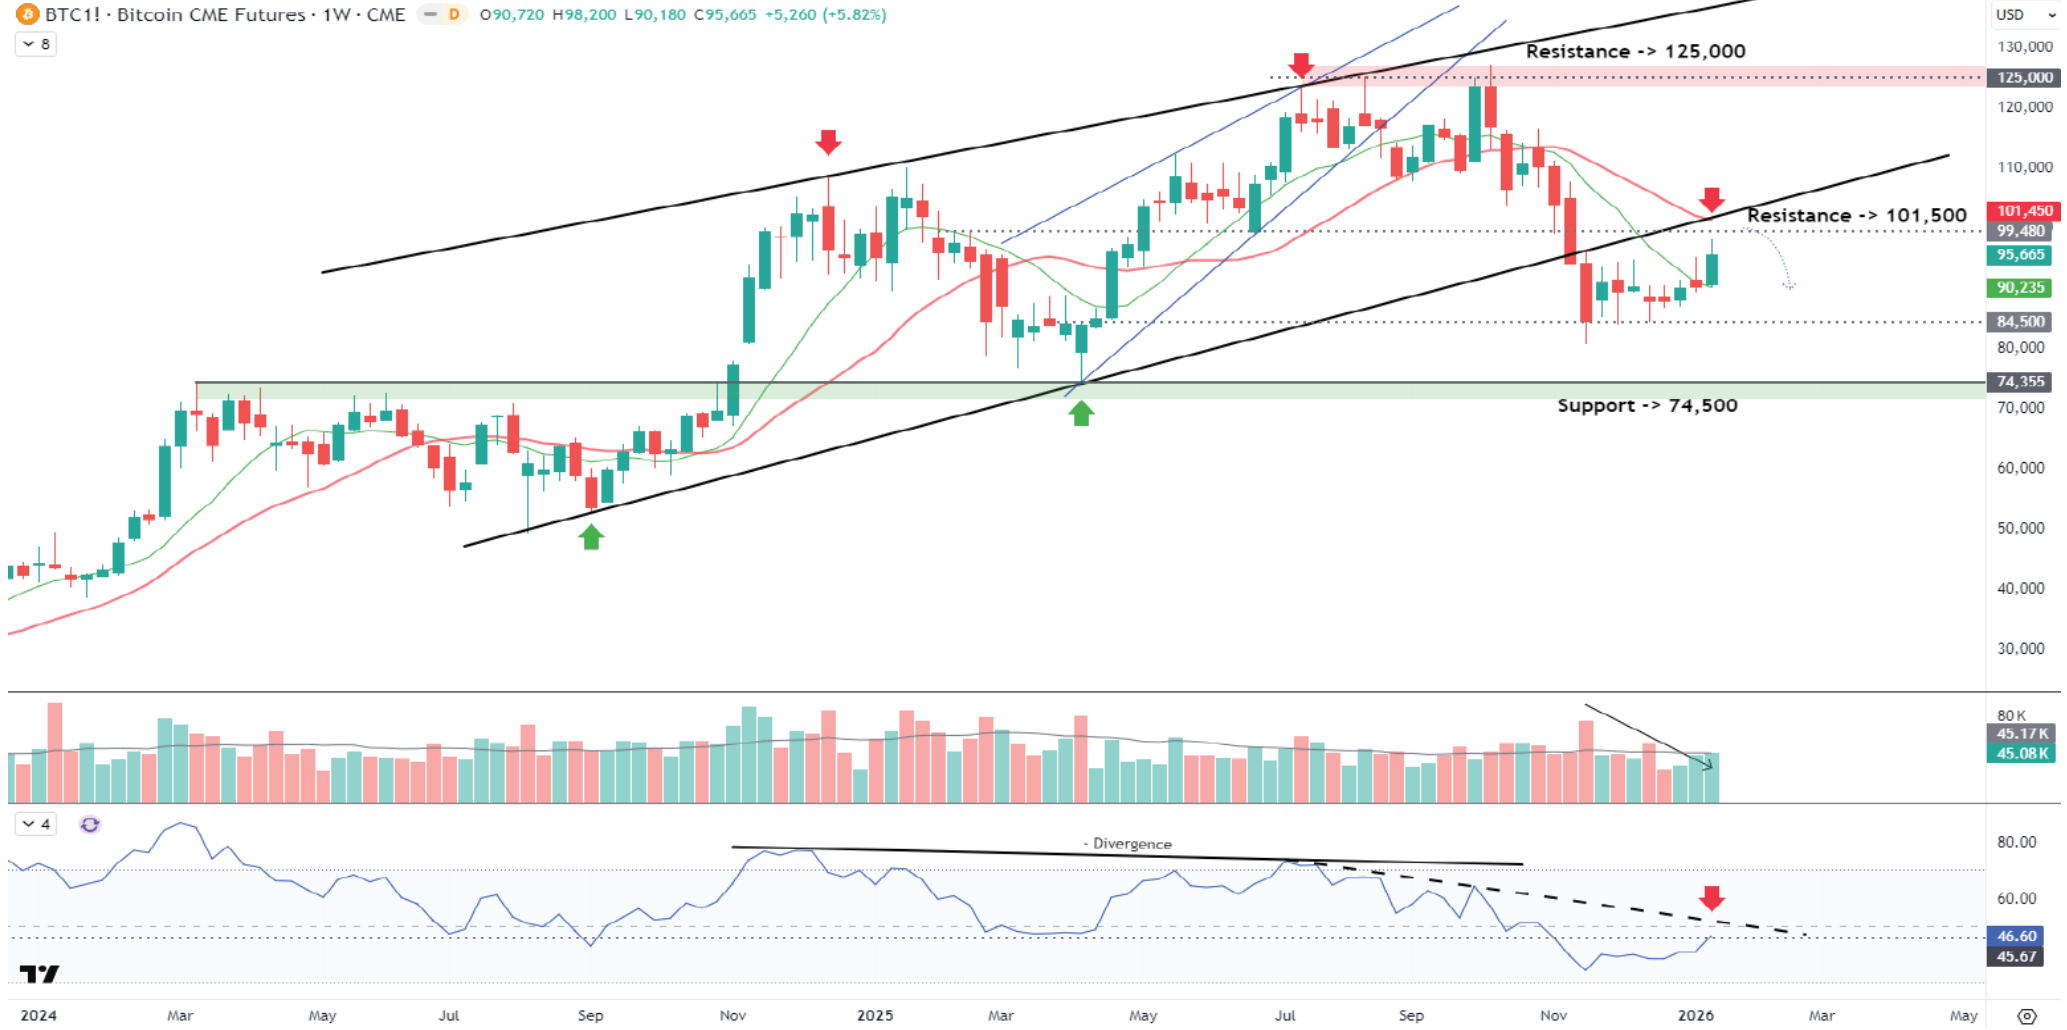 BTC1! · Bitcoin CME Futures · 1W · CME D O90,720 H98,200 L90,180 C95,665 +5,260 (+5.82%)
USD
8
130,000
Resistance -> 125,000
125,000
120,000
110,000
101,450
Resistance -> 101,500
99,480
95,665
90,235
84,500
80,000
74,355
70,000
Support -> 74,500
60,000
50,000
40,000
30,000
80 K
45.17 K
45.08 K
4
- Divergence
80.00
60.00
46.60
45.67
2024 Mar May Jul Sep Nov 2025 Mar May Jul Sep Nov 2026 Mar May